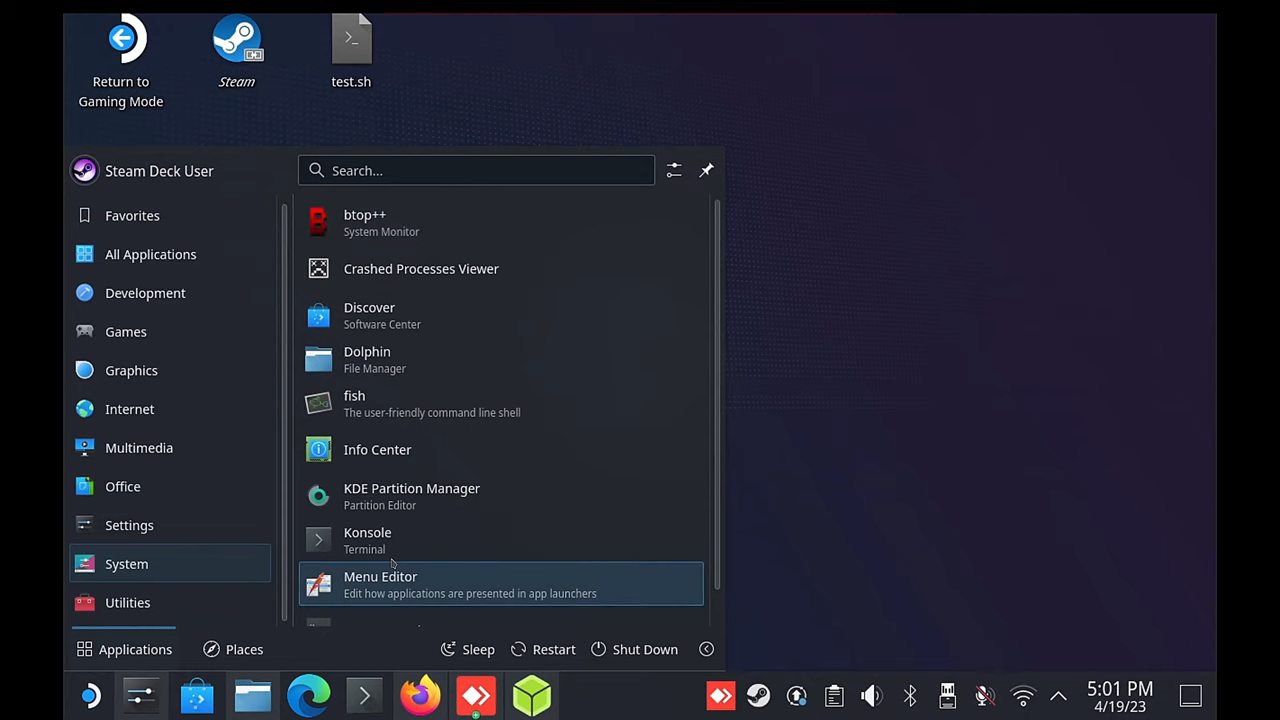 Return to
Gaming Mode
Steam
test.sh
Steam Deck User
Search...
Favorites
All Applications
Development
Games
Graphics
Internet
Multimedia
Office
Settings
System
Utilities
btop++
System Monitor
Crashed Processes Viewer
Discover
Software Center
Dolphin
File Manager
fish
The user-friendly command line shell
Info Center
KDE Partition Manager
Partition Editor
Konsole
Terminal
Menu Editor
Edit how applications are presented in app launchers
Applications
Places
Sleep
Restart
Shut Down
5:01 PM
4/19/23